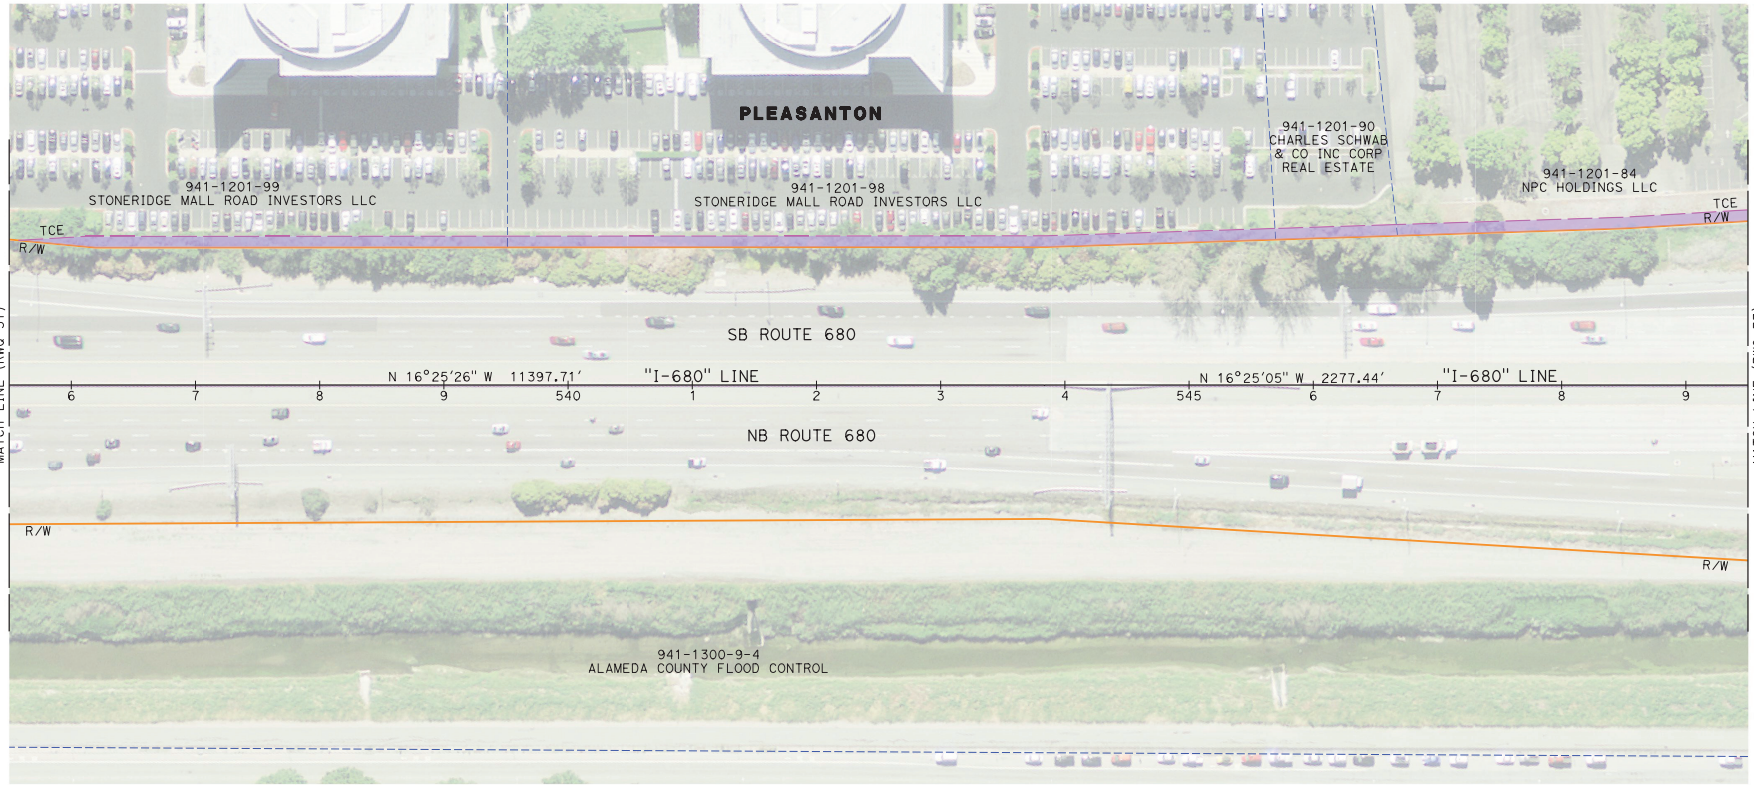 PLEASANTON
941-1201-90
CHARLES SCHWAB
& CO INC CORP
REAL ESTATE
941-1201-84
NPC HOLDINGS LLC
941-1201-99
STONERIDGE MALL ROAD INVESTORS LLC
941-1201-98
STONERIDGE MALL ROAD INVESTORS LLC
TCE
R/W
TCE
R/W
SB ROUTE 680
N 16°25'26" W 11397.71' "I-680" LINE
N 16°25'05" W 2277.44' "I-680" LINE
6 7 8 9 540 1 2 3 4 545 6 7 8 9
NB ROUTE 680
R/W
R/W
941-1300-9-4
ALAMEDA COUNTY FLOOD CONTROL